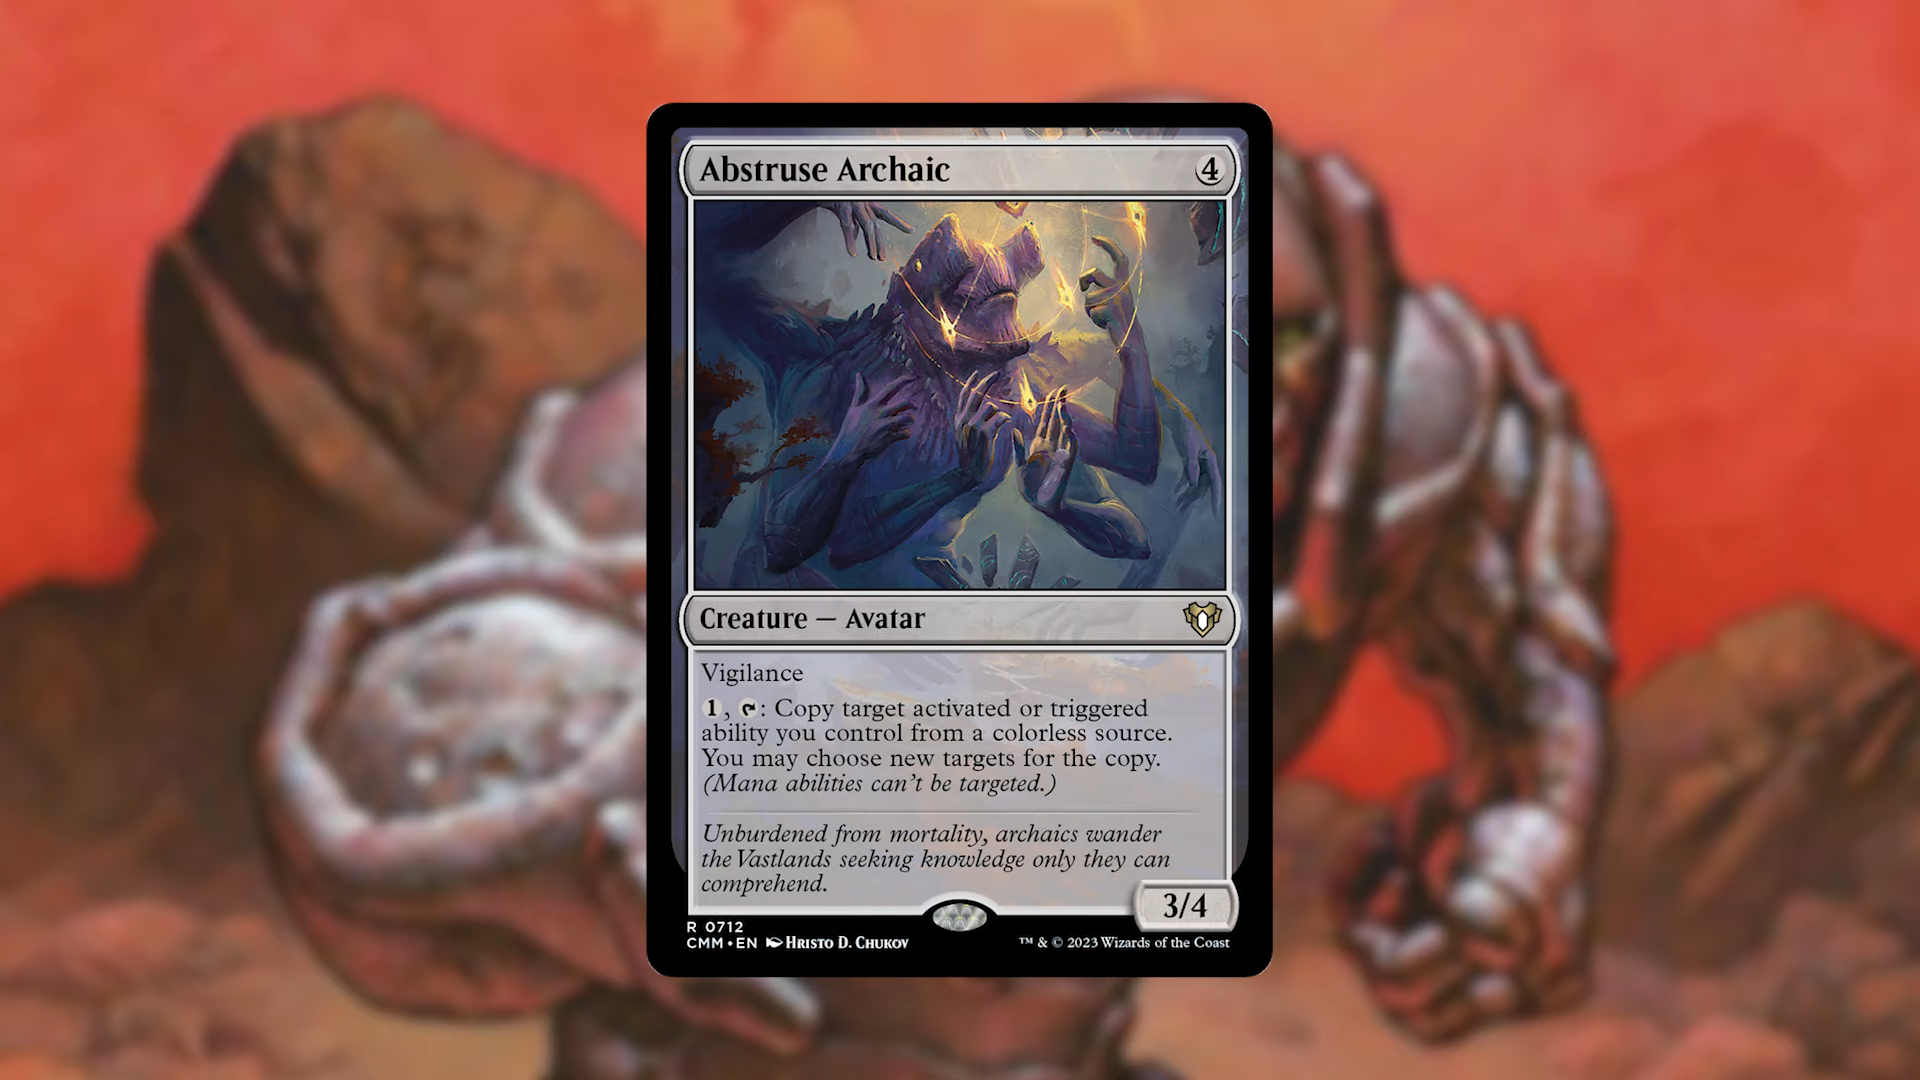 Abstruse Archaic 4
Creature — Avatar
Vigilance
1, : Copy target activated or triggered
ability you control from a colorless source.
You may choose new targets for the copy.
(Mana abilities can't be targeted.)
Unburdened from mortality, archaics wander
the Vastlands seeking knowledge only they can
comprehend.
3/4
R 0712
CMM • EN Hristo D. Chukov
™ & © 2023 Wizards of the Coast